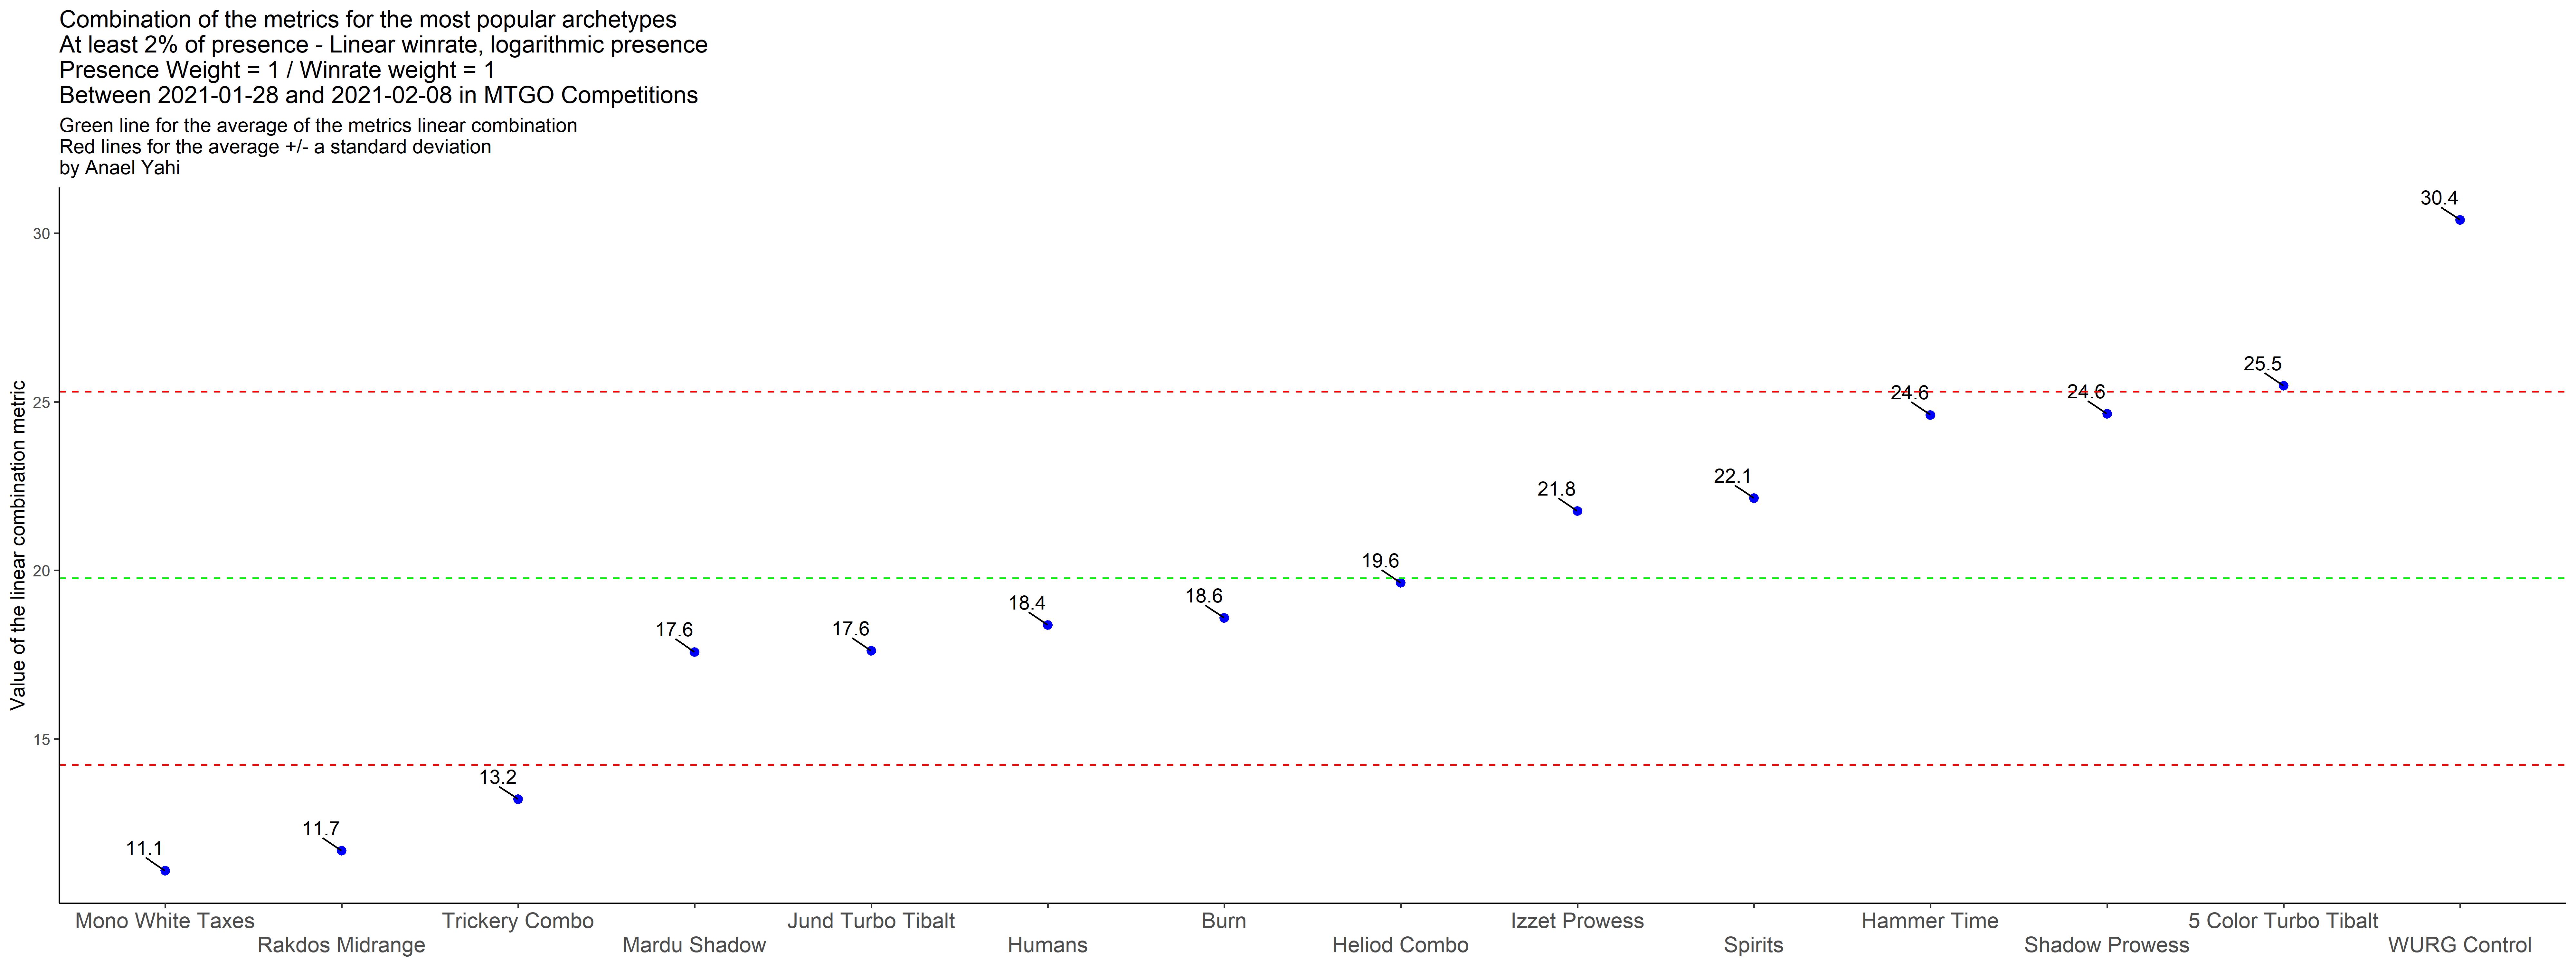 Combination of the metrics for the most popular archetypes
At least 2% of presence - Linear winrate, logarithmic presence
Presence Weight = 1 / Winrate weight = 1
Between 2021-01-28 and 2021-02-08 in MTGO Competitions
Green line for the average of the metrics linear combination
Red lines for the average +/- a standard deviation
by Anael Yahi
Value of the linear combination metric
30
25
20
15
11.1
11.7
13.2
17.6
17.6
18.4
18.6
19.6
21.8
22.1
24.6
24.6
25.5
30.4
Mono White Taxes
Rakdos Midrange
Trickery Combo
Mardu Shadow
Jund Turbo Tibalt
Humans
Burn
Heliod Combo
Izzet Prowess
Spirits
Hammer Time
Shadow Prowess
5 Color Turbo Tibalt
WURG Control